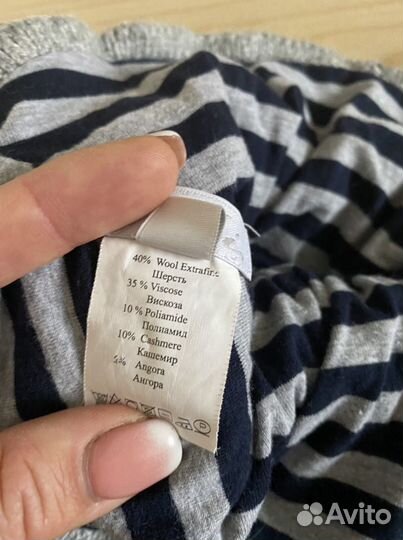 40% Wool Extrafine
Шерсть
35 % Viscose
Вискоза
10 % Poliamide
Полиамид
10% Cashmere
Кашемир
5% Angora
Ангора
Avito